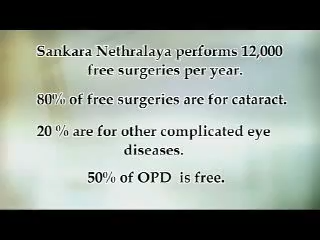 Sankara Nethralaya performs 12,000
free surgeries per year.
80% of free surgeries are for cataract.
20 % are for other complicated eye
diseases.
50% of OPD is free.